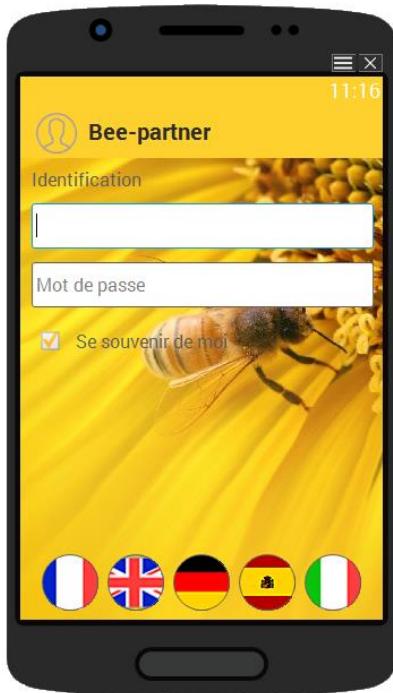 11:16
Bee-partner
Identification
Mot de passe
Se souvenir de moi